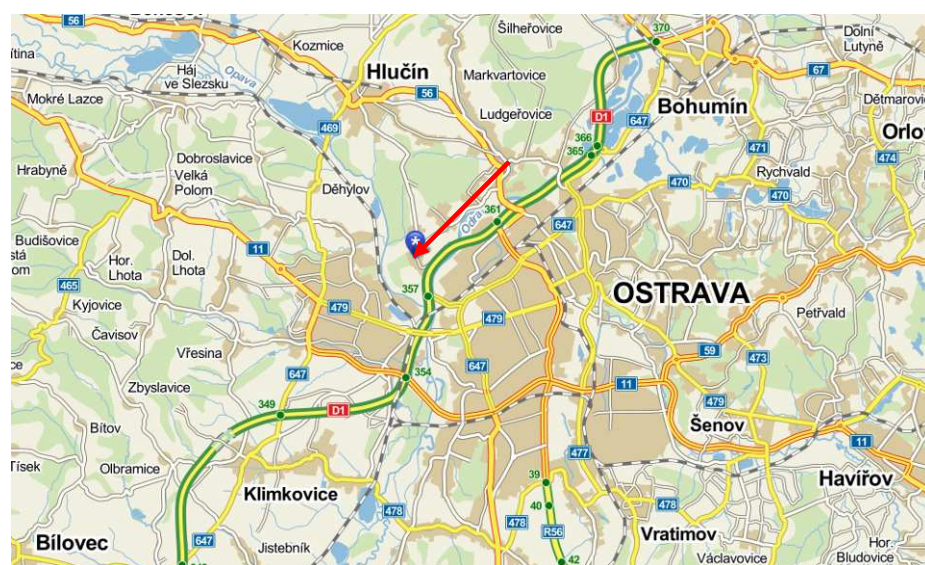 56
Šilheřovice
370
Dolní
Lutyně
Kozmice
67
Háj
ve Slezsku
Opava
Hlučín
Markvartovice
Mokré Lazce
56
Bohumín
Dětmarovic
Ludgeřovice
D1
647
469
366
365
471
Orlo
474
Hrabyně
Dobroslavice
Velká
Polom
Děhylov
Rychvald
470
470
361
Odra
647
Budišovice
11
Hor.
Lhota
Dol.
Lhota
465
357
OSTRAVA
Kyjovice
479
479
Petřvald
Čavisov
Vřesina
59
473
647
354
647
Zbyslavice
11
11
349
D1
479
Šenov
Bítov
11
477
Tísek
Olbramice
39
Havířov
Klimkovice
40
478
478
478
R56
Vratimov
Bílovec
647
Jistebník
42
Václavovice
Hor.
Bludovice